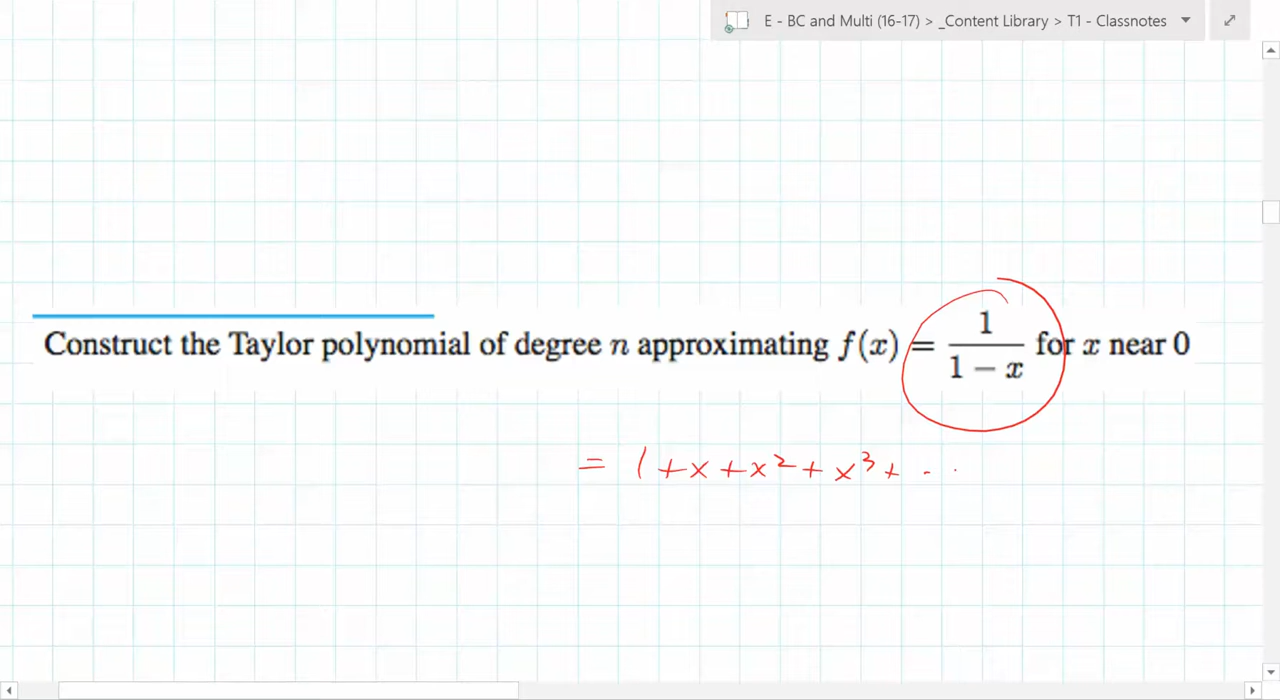 E - BC and Multi (16-17) > _Content Library > T1 - Classnotes
Construct the Taylor polynomial of degree n approximating f(x) = 1/(1 − x) for x near 0
= 1 + x + x² + x³ + ...